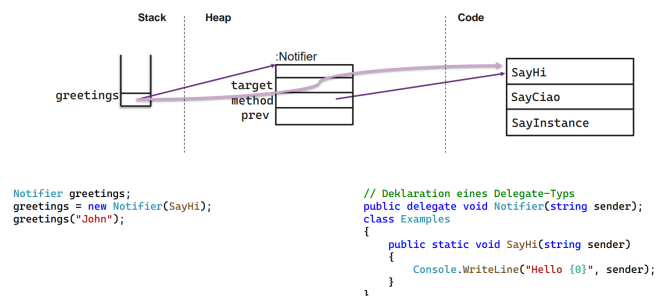 Stack Heap Code
:Notifier
greetings
target
method
prev
SayHi
SayCiao
SayInstance
Notifier greetings;
greetings = new Notifier(SayHi);
greetings("John");
// Deklaration eines Delegate-Typs
public delegate void Notifier(string sender);
class Examples
{
public static void SayHi(string sender)
{
Console.WriteLine("Hello {0}", sender);
}
}